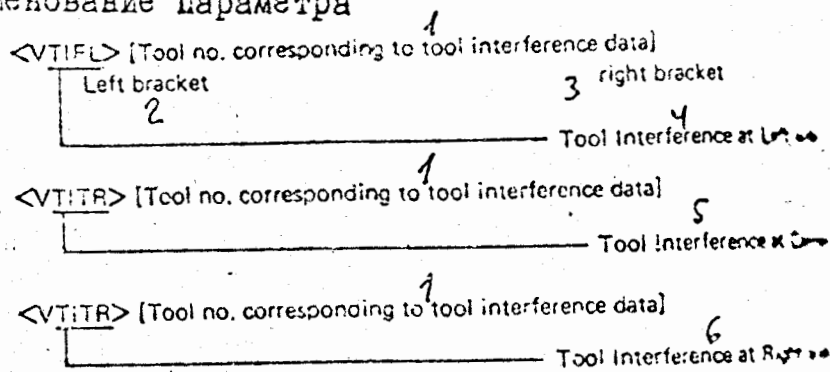 параметра
1
<VTIFL> [Tool no. corresponding to tool interference data]
Left bracket
right bracket
2
3
4
Tool Interference at
1
<VTITR> [Tool no. corresponding to tool interference data]
5
Tool Interference
1
<VTITR> [Tool no. corresponding to tool interference data]
6
Tool Interference at